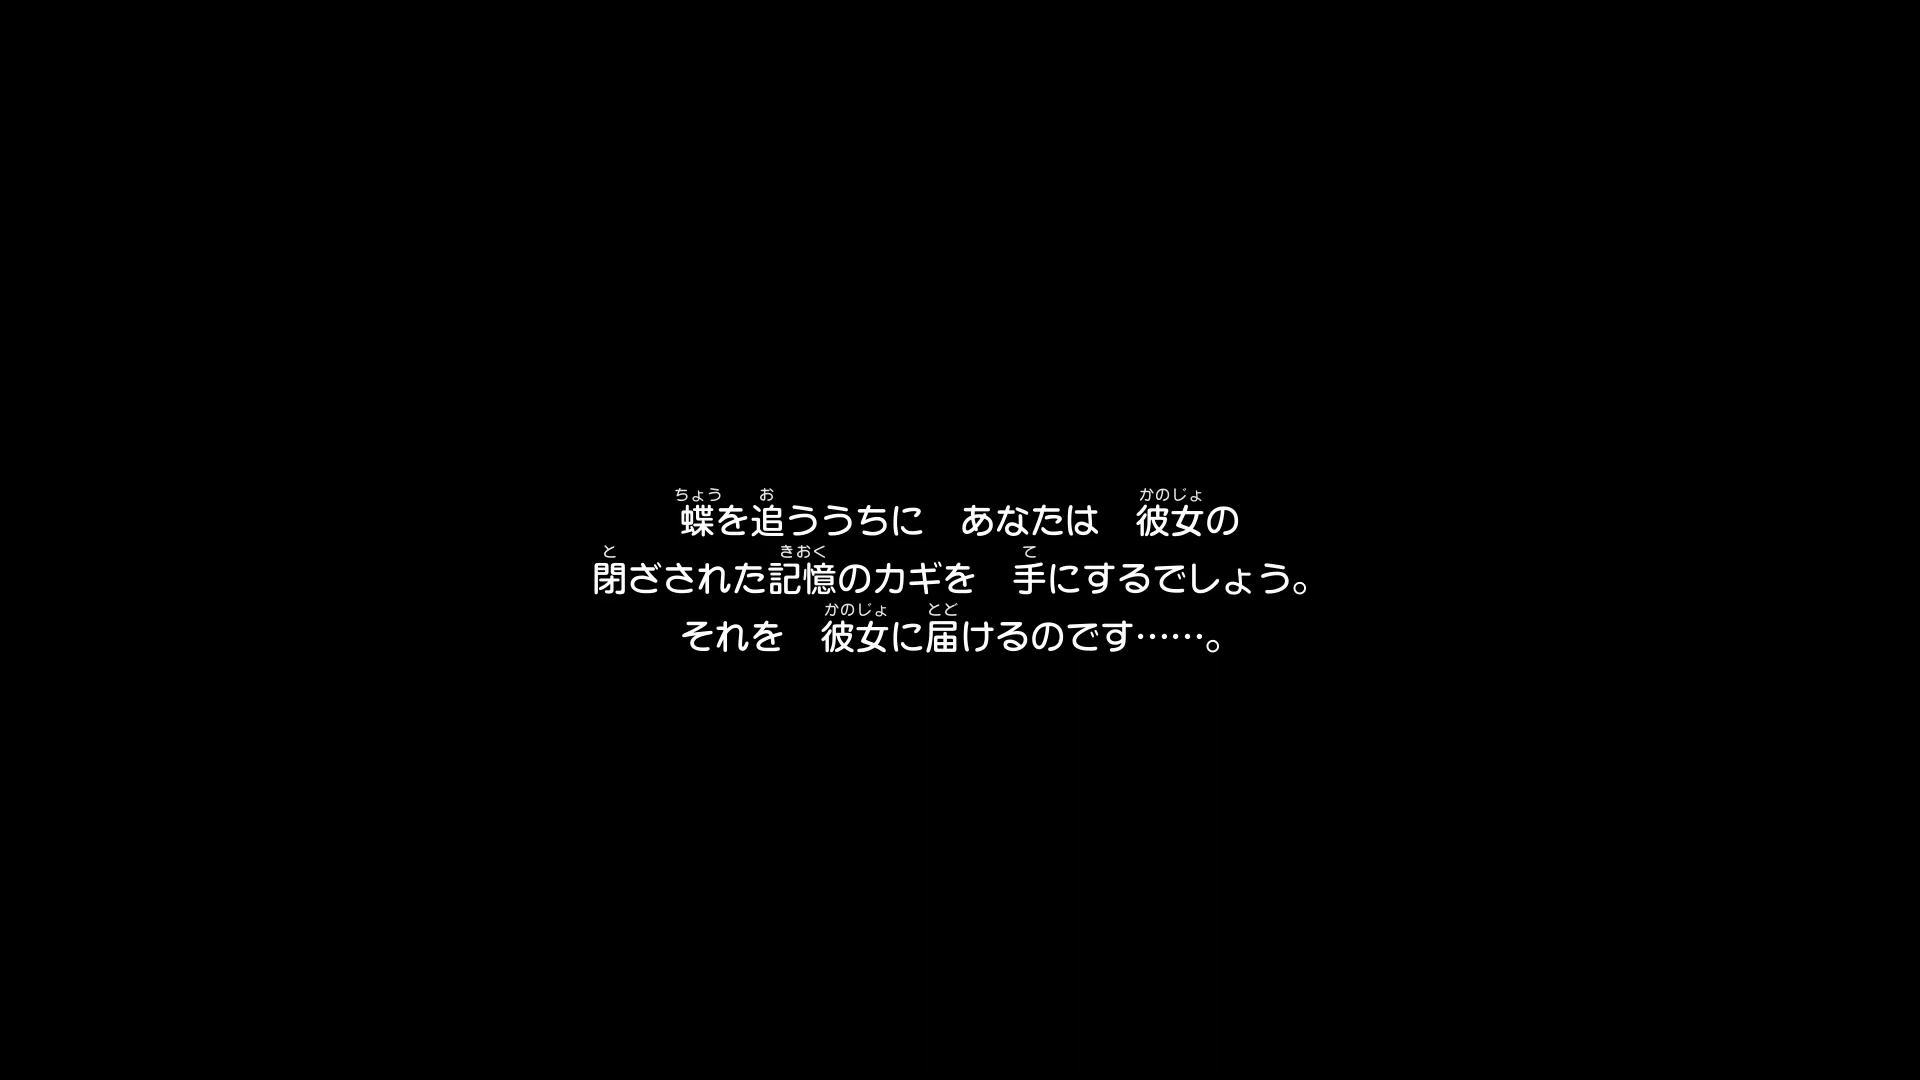 蝶を追ううちに　あなたは　彼女の
閉ざされた記憶のカギを　手にするでしょう。
それを　彼女に届けるのです……。